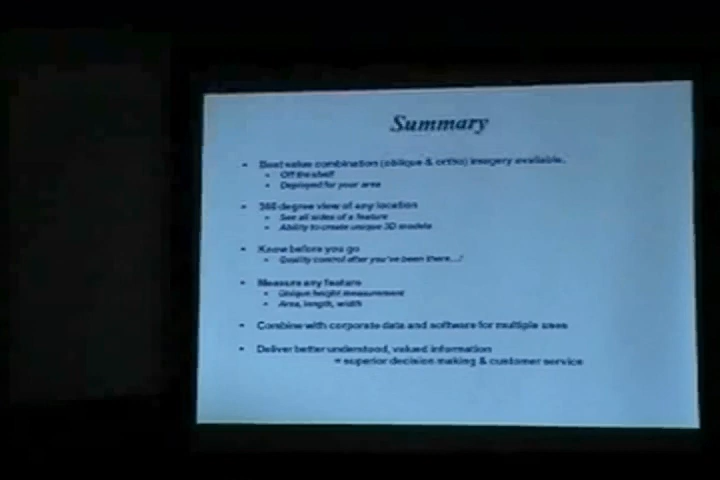 Summary
• Best value combination (oblique & ortho) imagery available.
• Off the shelf
• Deployed for your area
• 360 degree view of any location
• See all sides of a feature
• Ability to create unique 3D models
• Know before you go
• Quality control after you've been there...!
• Measure any feature
• Unique height measurement
• Area, length, width
• Combine with corporate data and software for multiple uses
• Deliver better understood, valued information
= superior decision making & customer service